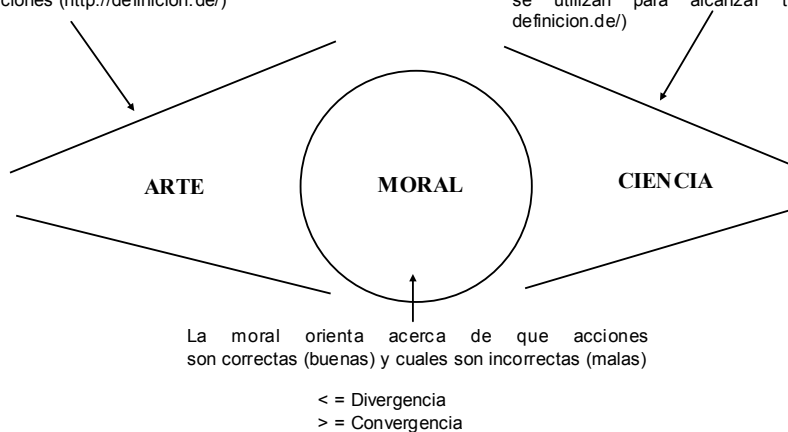 ciones (http://definicion.de/)
se utilizan para alcanzar t
definicion.de/)
ARTE
MORAL
CIENCIA
La moral orienta acerca de que acciones
son correctas (buenas) y cuales son incorrectas (malas)
< = Divergencia
> = Convergencia